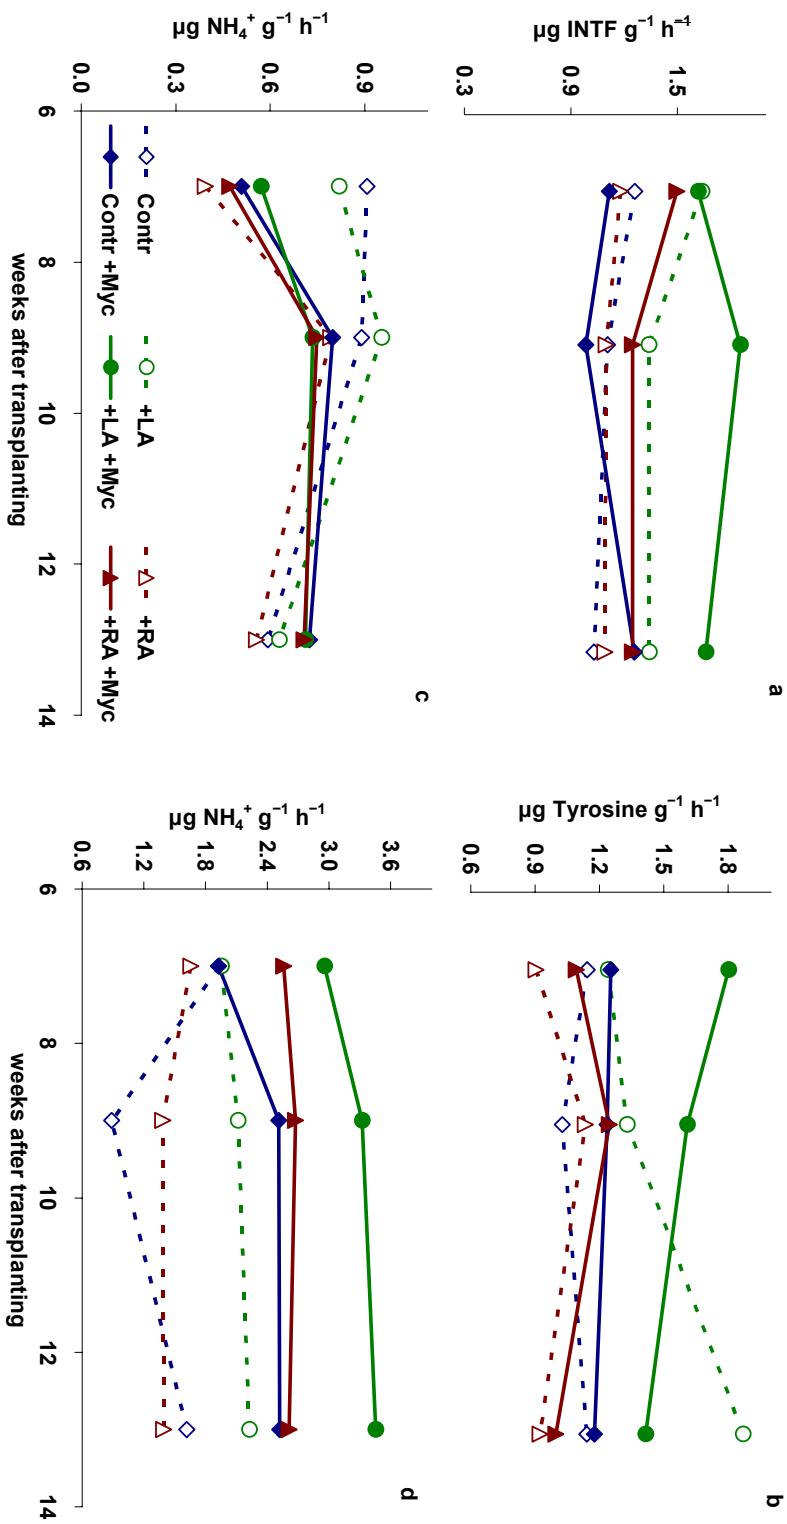 a
µg INTF g⁻¹ h⁻¹
0.3
0.9
1.5
b
µg Tyrosine g⁻¹ h⁻¹
0.6
0.9
1.2
1.5
1.8
c
µg NH₄⁺ g⁻¹ h⁻¹
0.0
0.3
0.6
0.9
6
8
10
12
14
weeks after transplanting
Contr
+LA
+RA
Contr +Myc
+LA +Myc
+RA +Myc
d
µg NH₄⁺ g⁻¹ h⁻¹
0.6
1.2
1.8
2.4
3.0
3.6
6
8
10
12
14
weeks after transplanting